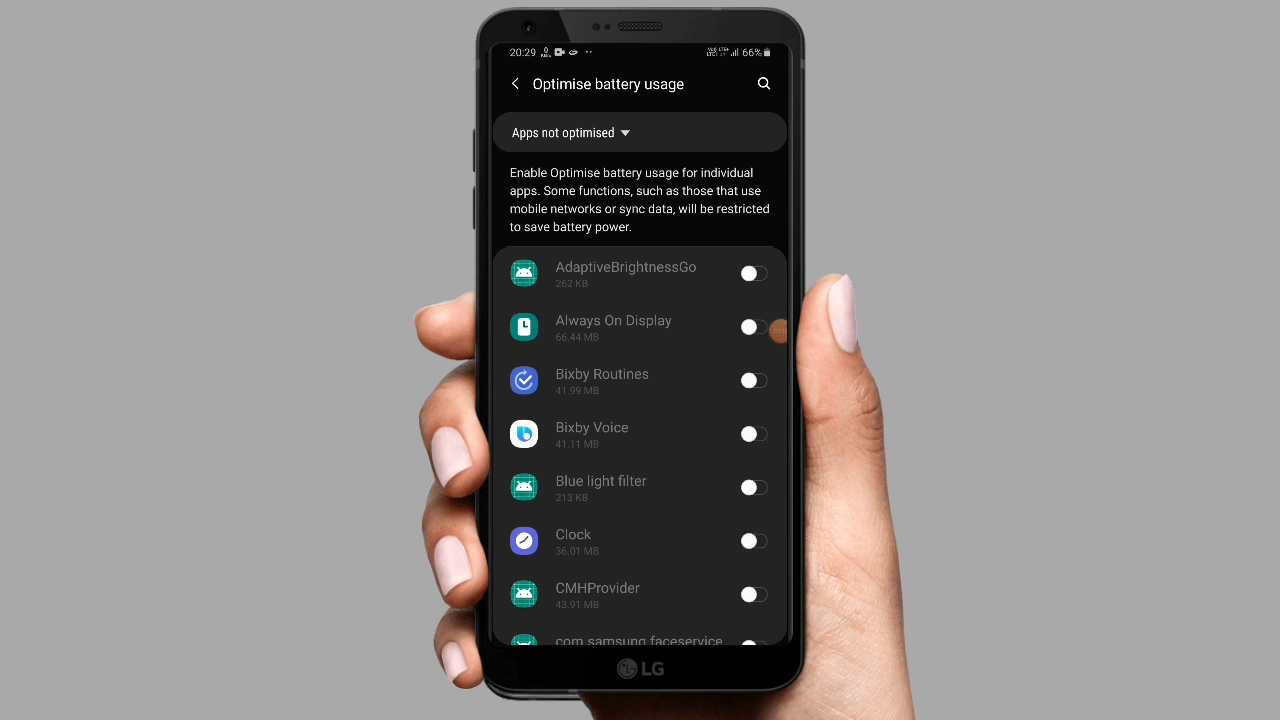 20:29
66%
Optimise battery usage
Apps not optimised
Enable Optimise battery usage for individual
apps. Some functions, such as those that use
mobile networks or sync data, will be restricted
to save battery power.
AdaptiveBrightnessGo
262 KB
Always On Display
66.44 MB
Bixby Routines
41.99 MB
Bixby Voice
41.11 MB
Blue light filter
213 KB
Clock
36.01 MB
CMHProvider
43.91 MB
com.samsung.faceservice
LG